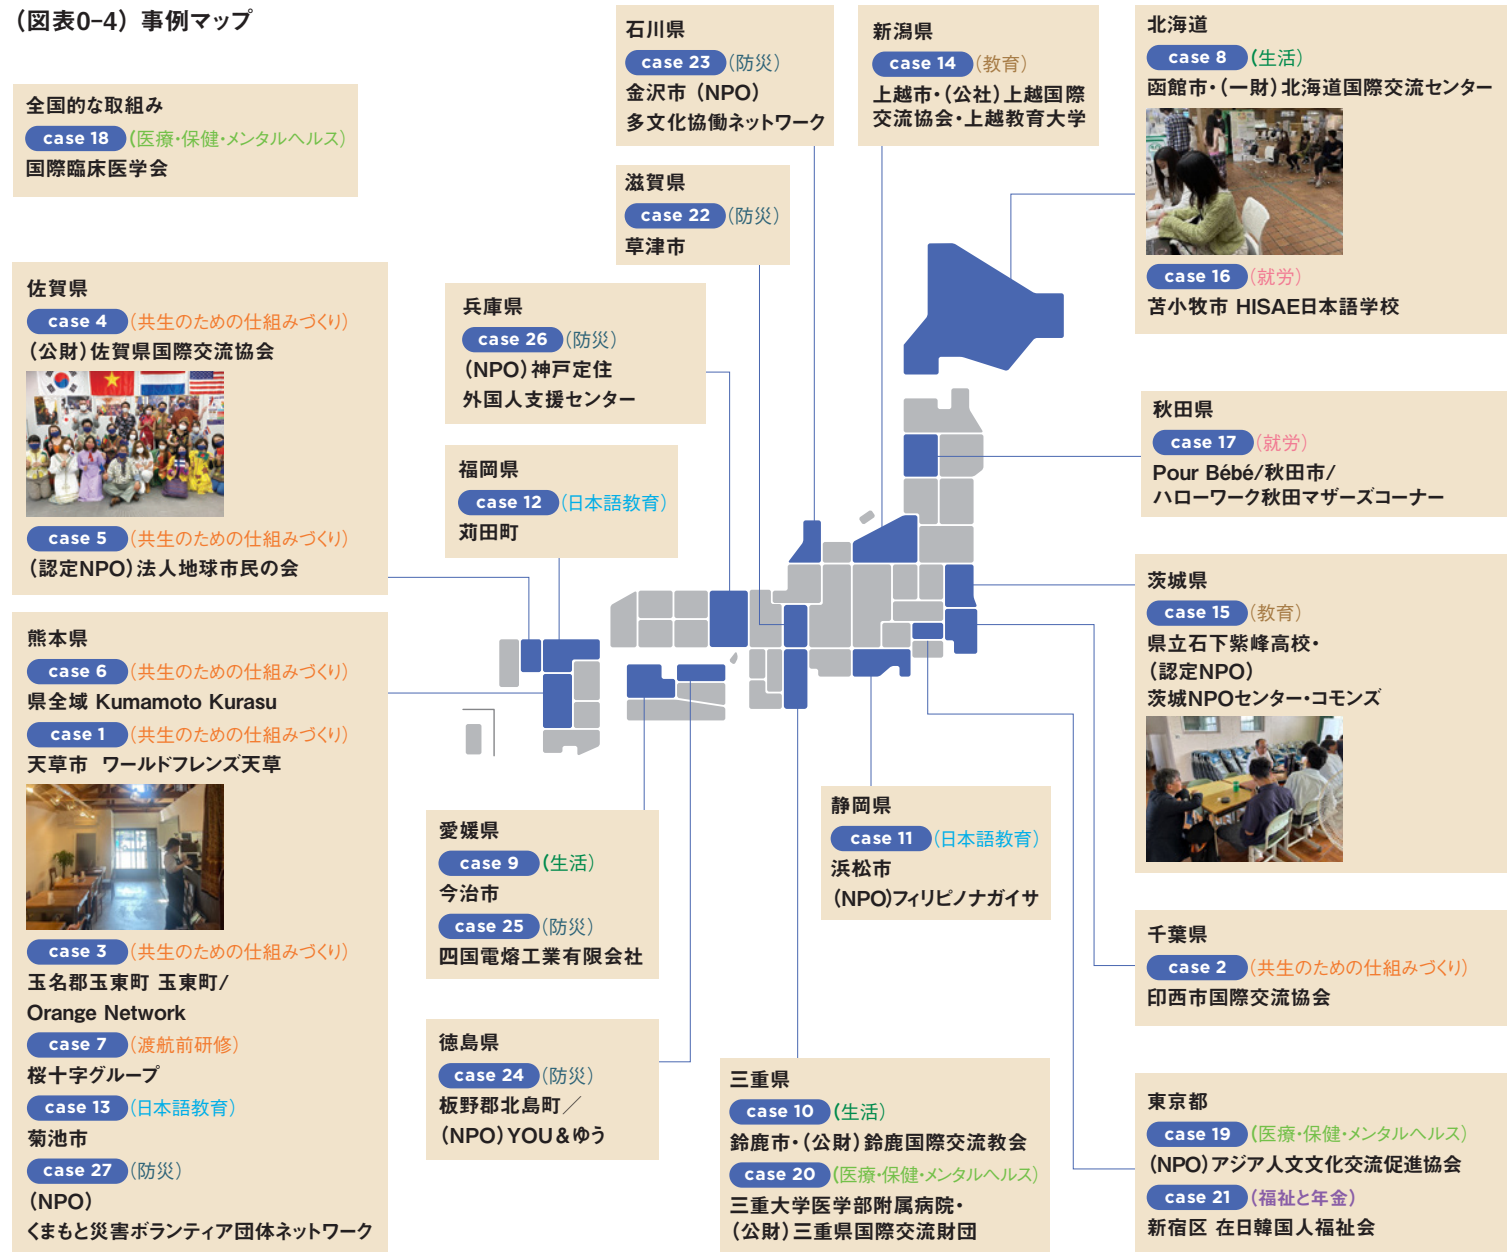 (図表0-4) 事例マップ
全国的な取組み
case 18 (医療・保健・メンタルヘルス)
国際臨床医学会
佐賀県
case 4 (共生のための仕組みづくり)
(公財)佐賀県国際交流協会
case 5 (共生のための仕組みづくり)
(認定NPO)法人地球市民の会
熊本県
case 6 (共生のための仕組みづくり)
県全域 Kumamoto Kurasu
case 1 (共生のための仕組みづくり)
天草市 ワールドフレンズ天草
case 3 (共生のための仕組みづくり)
玉名郡玉東町 玉東町/
Orange Network
case 7 (渡航前研修)
桜十字グループ
case 13 (日本語教育)
菊池市
case 27 (防災)
(NPO)
くまもと災害ボランティア団体ネットワーク
石川県
case 23 (防災)
金沢市 (NPO)
多文化協働ネットワーク
滋賀県
case 22 (防災)
草津市
兵庫県
case 26 (防災)
(NPO)神戸定住
外国人支援センター
福岡県
case 12 (日本語教育)
苅田町
愛媛県
case 9 (生活)
今治市
case 25 (防災)
四国電熔工業有限会社
徳島県
case 24 (防災)
板野郡北島町／
(NPO)YOU&ゆう
新潟県
case 14 (教育)
上越市・(公社)上越国際
交流協会・上越教育大学
静岡県
case 11 (日本語教育)
浜松市
(NPO)フィリピノナガイサ
三重県
case 10 (生活)
鈴鹿市・(公財)鈴鹿国際交流教会
case 20 (医療・保健・メンタルヘルス)
三重大学医学部附属病院・
(公財)三重県国際交流財団
北海道
case 8 (生活)
函館市・(一財)北海道国際交流センター
case 16 (就労)
苫小牧市 HISAE日本語学校
秋田県
case 17 (就労)
Pour Bébé/秋田市/
ハローワーク秋田マザーズコーナー
茨城県
case 15 (教育)
県立石下紫峰高校・
(認定NPO)
茨城NPOセンター・コモンズ
千葉県
case 2 (共生のための仕組みづくり)
印西市国際交流協会
東京都
case 19 (医療・保健・メンタルヘルス)
(NPO)アジア人文文化交流促進協会
case 21 (福祉と年金)
新宿区 在日韓国人福祉会